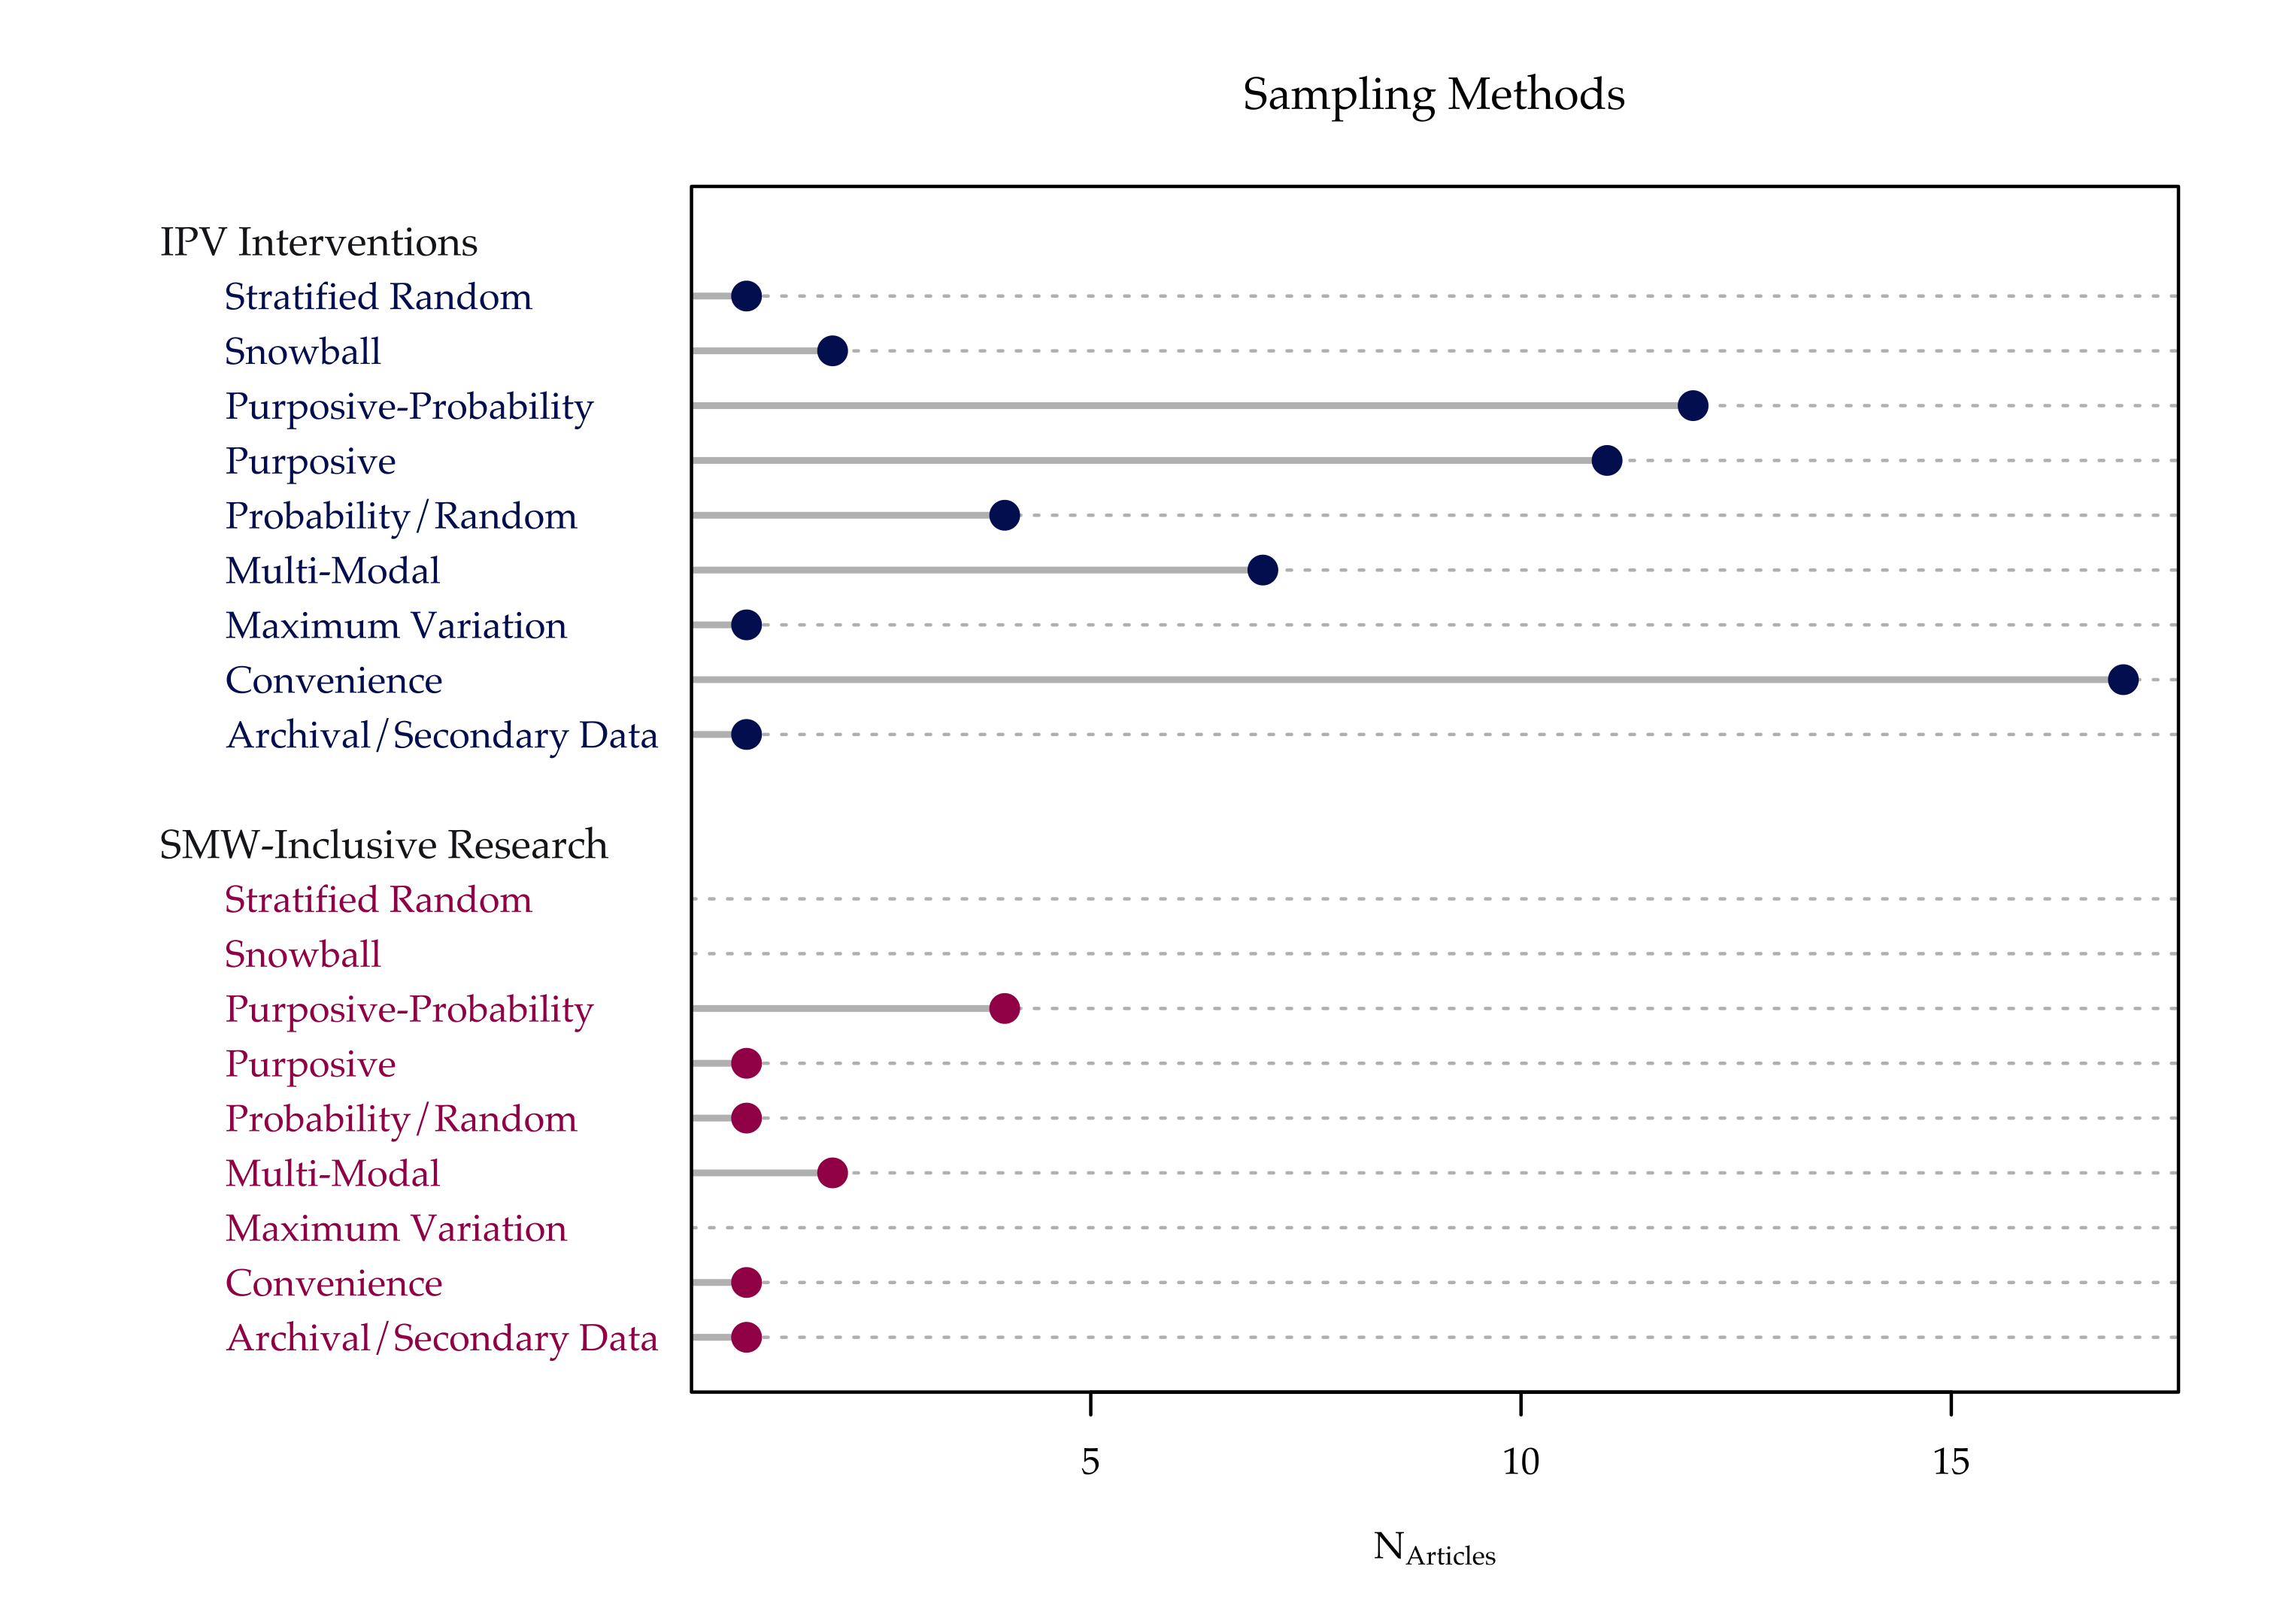 Sampling Methods
IPV Interventions
Stratified Random
Snowball
Purposive-Probability
Purposive
Probability/Random
Multi-Modal
Maximum Variation
Convenience
Archival/Secondary Data
SMW-Inclusive Research
Stratified Random
Snowball
Purposive-Probability
Purposive
Probability/Random
Multi-Modal
Maximum Variation
Convenience
Archival/Secondary Data
5 10 15
NArticles